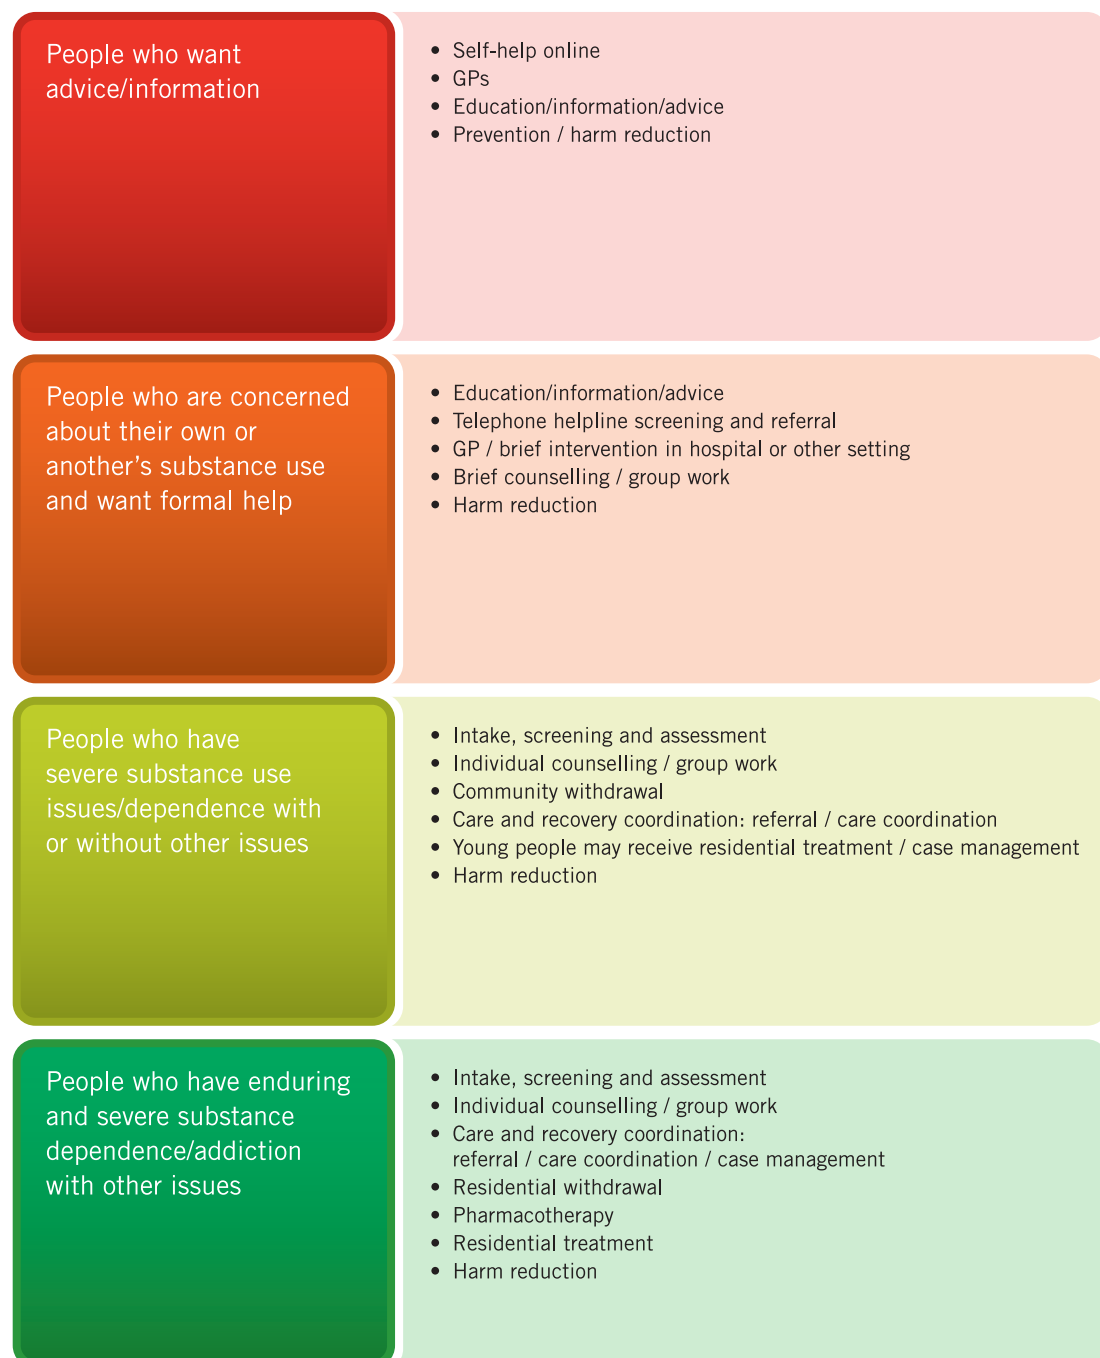 People who want
advice/information
• Self-help online
• GPs
• Education/information/advice
• Prevention / harm reduction
People who are concerned
about their own or
another’s substance use
and want formal help
• Education/information/advice
• Telephone helpline screening and referral
• GP / brief intervention in hospital or other setting
• Brief counselling / group work
• Harm reduction
People who have
severe substance use
issues/dependence with
or without other issues
• Intake, screening and assessment
• Individual counselling / group work
• Community withdrawal
• Care and recovery coordination: referral / care coordination
• Young people may receive residential treatment / case management
• Harm reduction
People who have enduring
and severe substance
dependence/addiction
with other issues
• Intake, screening and assessment
• Individual counselling / group work
• Care and recovery coordination:
referral / care coordination / case management
• Residential withdrawal
• Pharmacotherapy
• Residential treatment
• Harm reduction